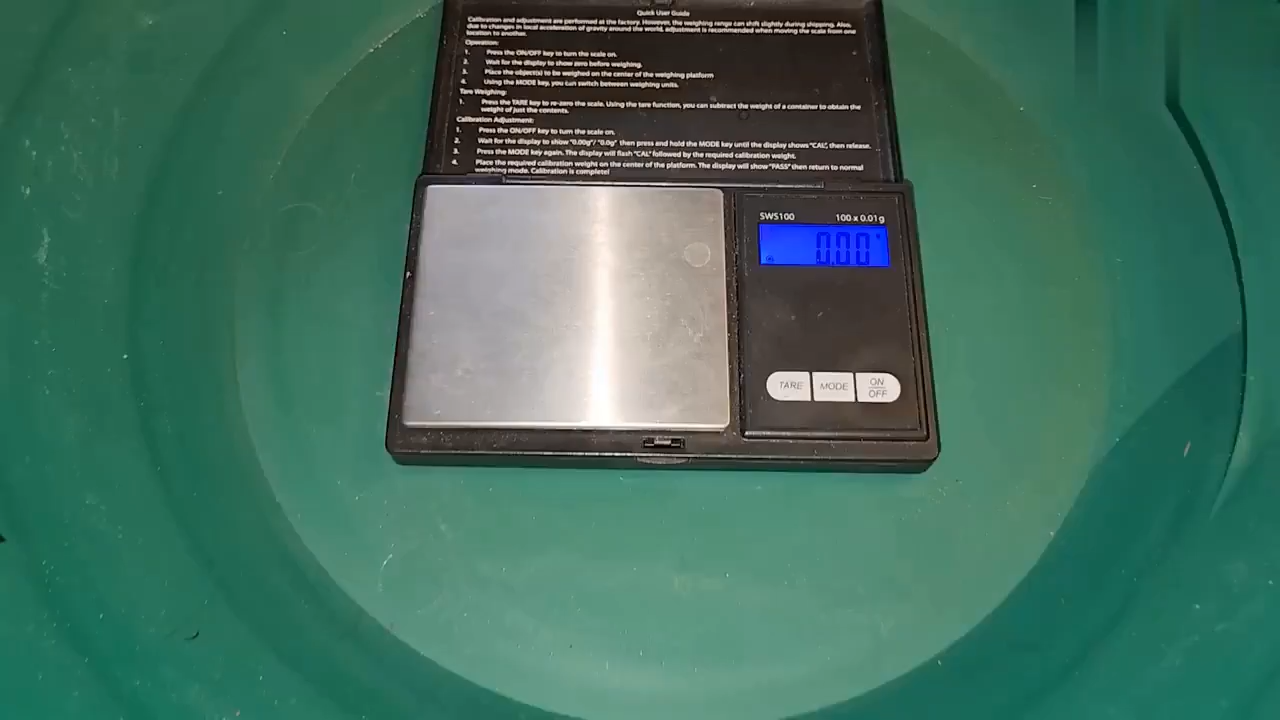 Quick User Guide
Calibration and adjustment are performed at the factory. However, the weighing range can shift slightly during shipping. Also,
due to changes in local acceleration of gravity around the world, adjustment is recommended when moving the scale from one
location to another.
Operation:
1. Press the ON/OFF key to turn the scale on.
2. Wait for the display to show zero before weighing.
3. Place the object(s) to be weighed on the center of the weighing platform
4. Using the MODE key, you can switch between weighing units.
Tare Weighing:
1. Press the TARE key to re-zero the scale. Using the tare function, you can subtract the weight of a container to obtain the
weight of just the contents.
Calibration Adjustment:
1. Press the ON/OFF key to turn the scale on.
2. Wait for the display to show "0.00g"/ "0.0g" then press and hold the MODE key until the display shows "CAL", then release.
3. Press the MODE key again. The display will flash "CAL" followed by the required calibration weight.
4. Place the required calibration weight on the center of the platform. The display will show "PASS" then return to normal
weighing mode. Calibration is complete!
SWS100 100 x 0.01g
0.00
TARE MODE ON
OFF